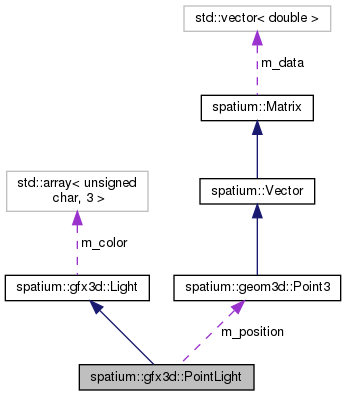 std::vector< double >
m_data
spatium::Matrix
std::array< unsigned
char, 3 >
spatium::Vector
m_color
spatium::gfx3d::Light
spatium::geom3d::Point3
m_position
spatium::gfx3d::PointLight